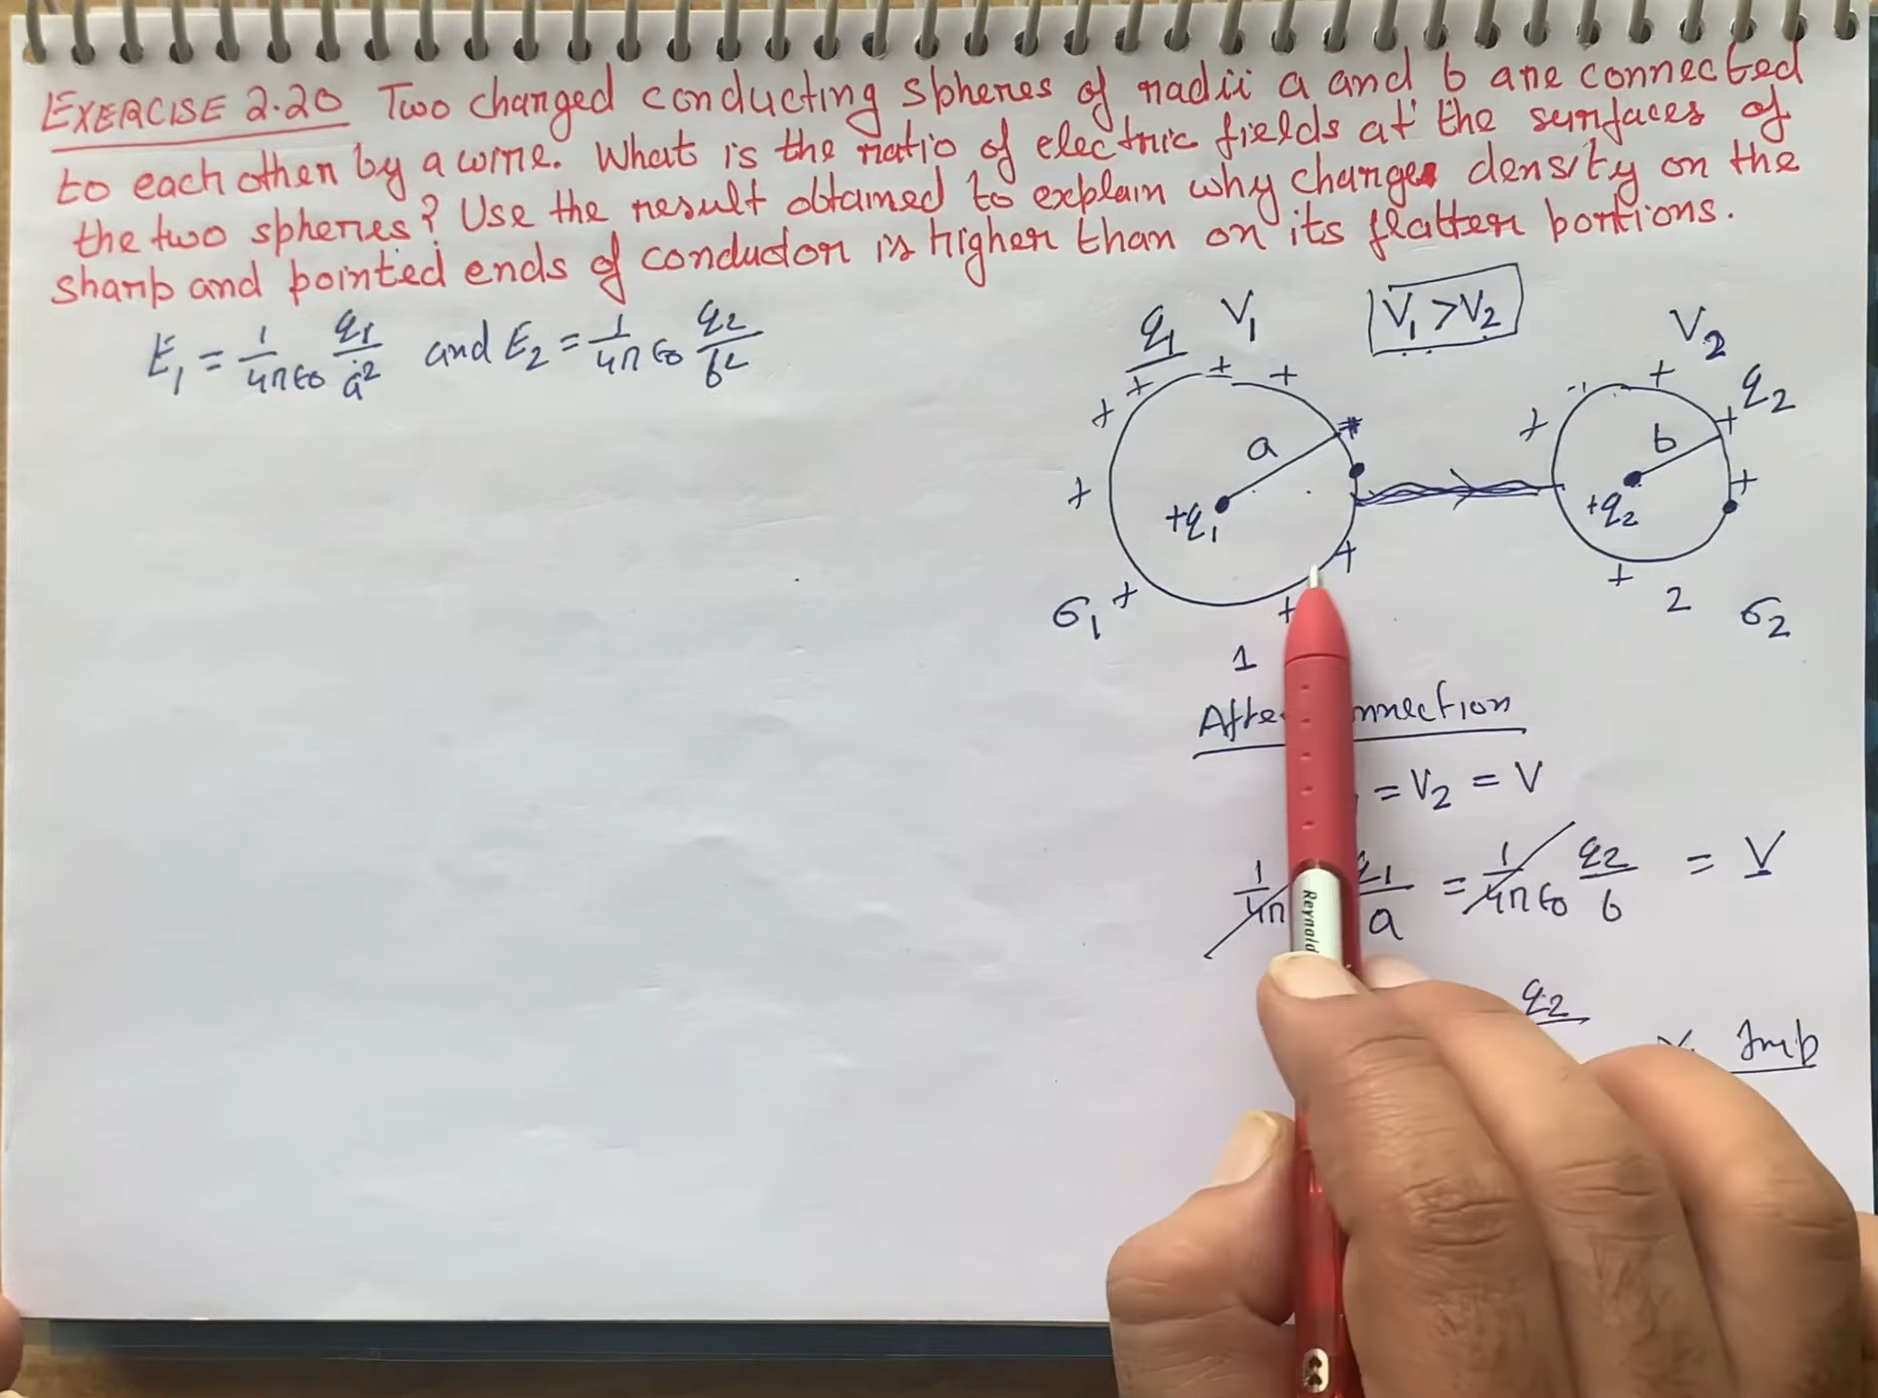 EXERCISE 2.20 Two charged conducting spheres of radii a and b are connected
to each other by a wire. What is the ratio of electric fields at the surfaces of
the two spheres? Use the result obtained to explain why charge density on the
sharp and pointed ends of conductor is higher than on its flatter portions.
E₁ = 1/4πε₀ q₁/a² and E₂ = 1/4πε₀ q₂/b²
q₁ V₁ V₁ > V₂ V₂
+ + + + q₂
+ + +
a b
+ +q₁ +q₂ +
+ + + +
σ₁ 2 σ₂
1
After
= V₂ = V
q₁/a = 1/4πε₀ q₂/b = V
q₂
Imp
Reynold